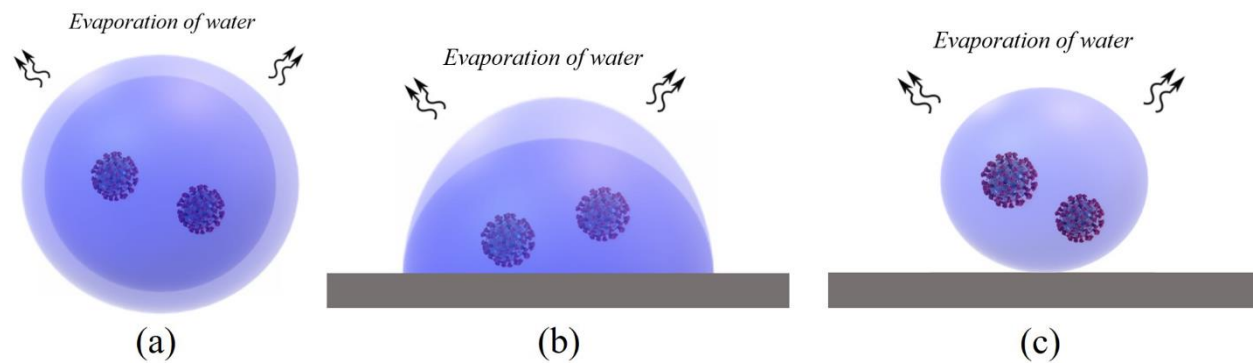 Evaporation of water
Evaporation of water
Evaporation of water
(a)
(b)
(c)